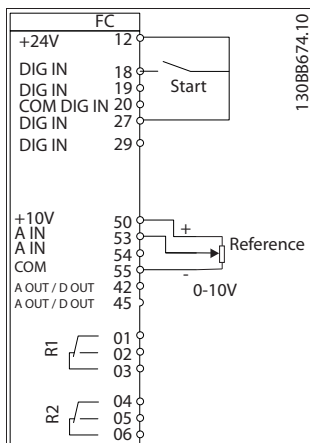 FC
+24V 12
DIG IN 18
DIG IN 19
COM DIG IN 20
DIG IN 27
DIG IN 29
Start
+10V 50
A IN 53
A IN 54
COM 55
A OUT / D OUT 42
A OUT / D OUT 45
+
Reference
-
0-10V
R1
01
02
03
R2
04
05
06
130BB674.10